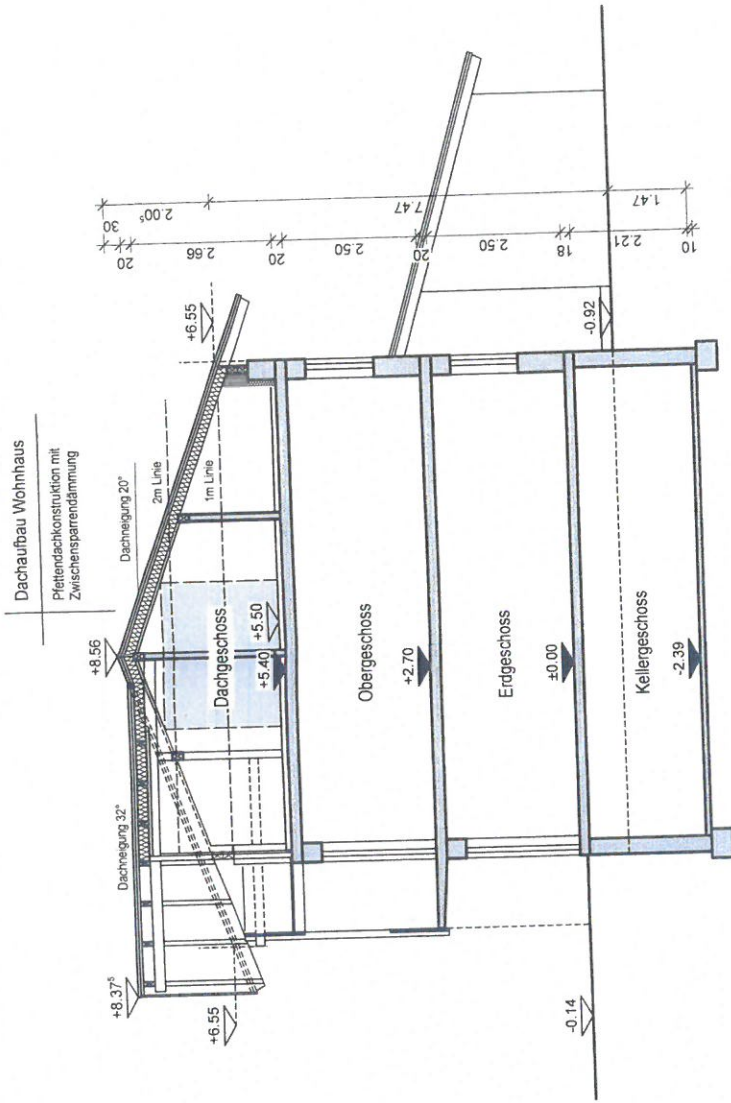 Dachaufbau Wohnhaus
Pfettendachkonstruktion mit
Zwischensparrendämmung
Dachneigung 32°
Dachneigung 20°
+8.37⁵
+8.56
+6.55
+6.55
2m Linie
1m Linie
Dachgeschoss
+5.50
+5.40
Obergeschoss
+2.70
Erdgeschoss
±0.00
Kellergeschoss
-2.39
-0.14
-0.92
30
20
2.66
20
2.50
20
2.50
18
2.21
10
2.00⁵
7.47
1.47